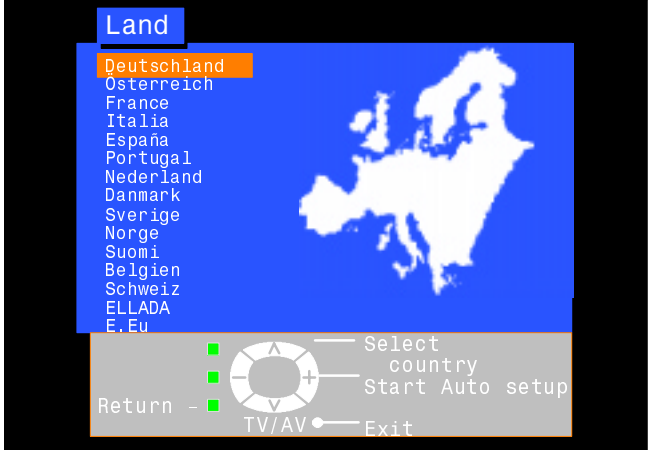 Land
Deutschland
Österreich
France
Italia
España
Portugal
Nederland
Danmark
Sverige
Norge
Suomi
Belgien
Schweiz
ELLADA
E.Eu
Select
country
Start Auto setup
Return –
TV/AV
Exit